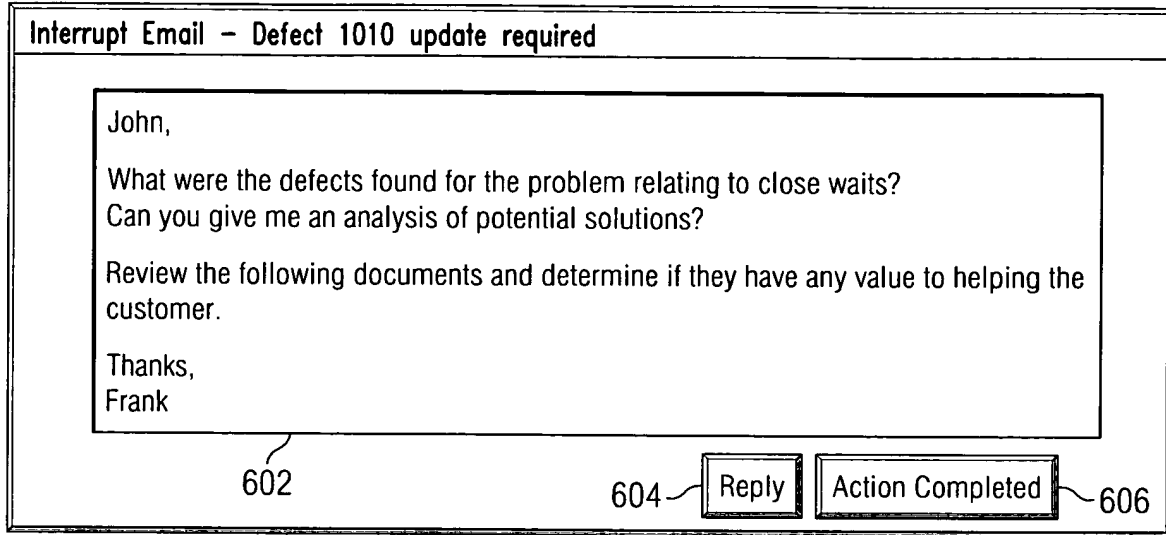 Interrupt Email – Defect 1010 update required
John,
What were the defects found for the problem relating to close waits?
Can you give me an analysis of potential solutions?
Review the following documents and determine if they have any value to helping the
customer.
Thanks,
Frank
602
604 Reply Action Completed 606